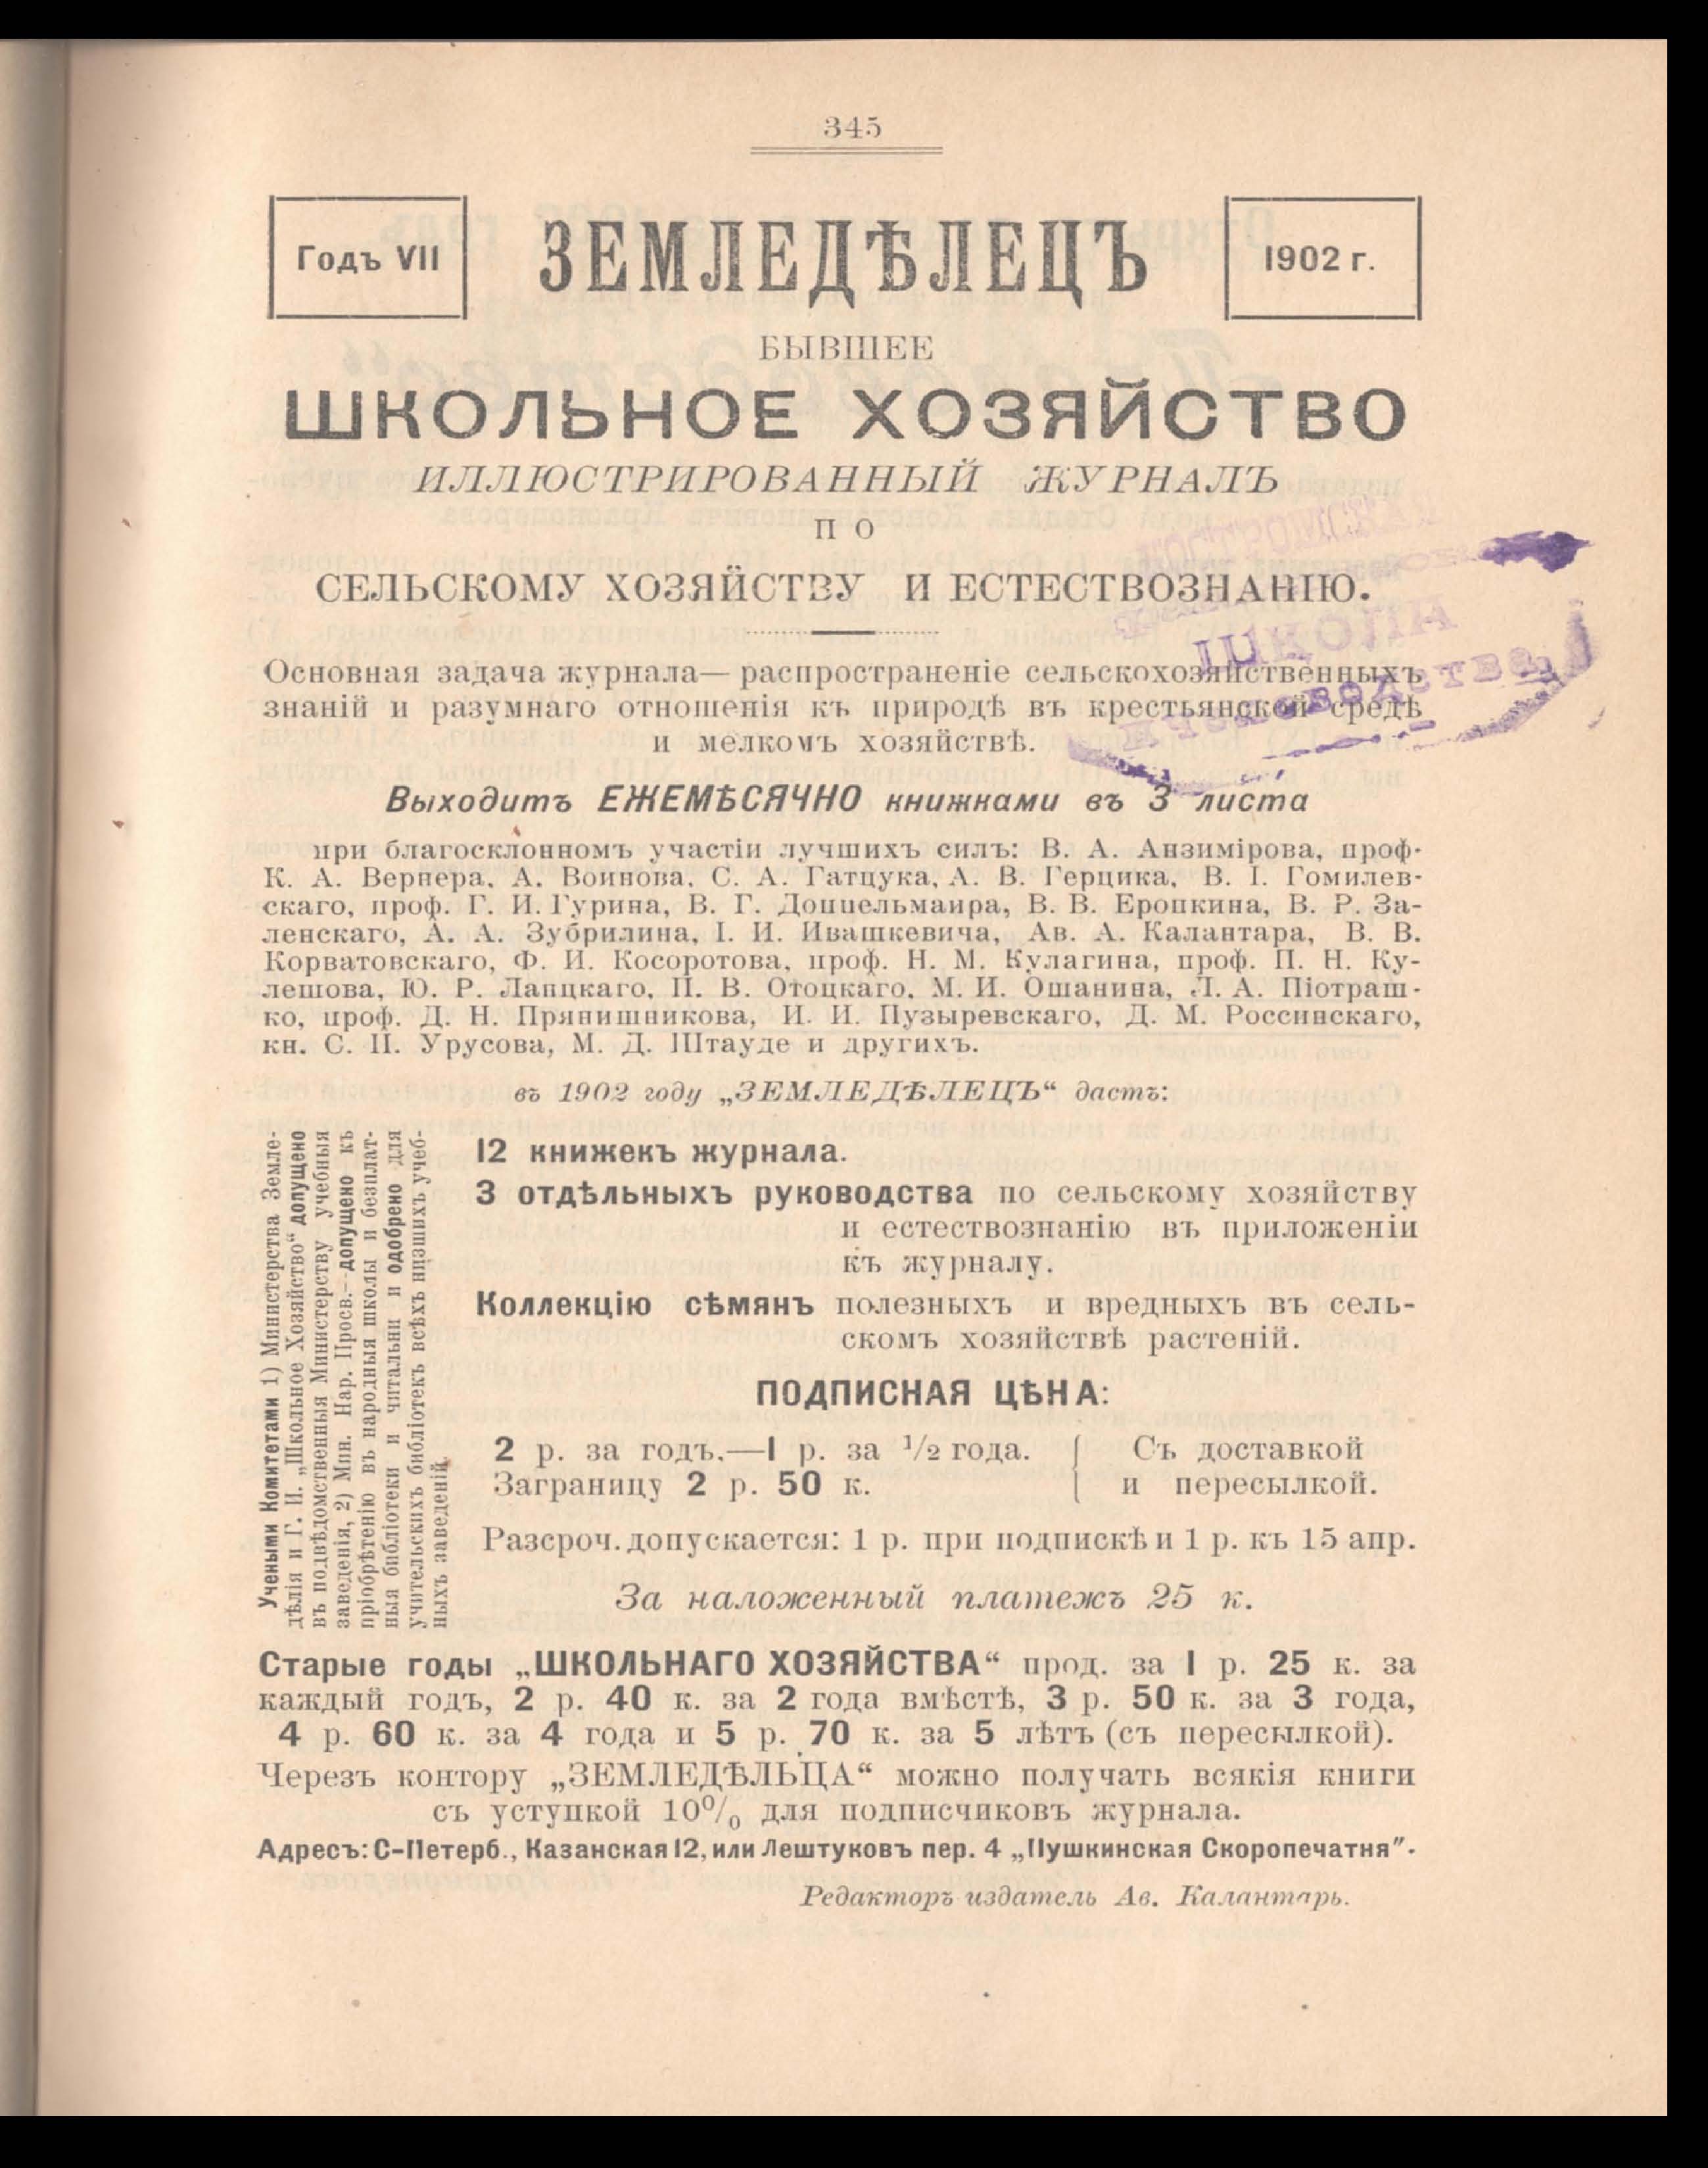 345
Годъ VII
ЗЕМЛЕДѢЛЕЦЪ
1902 г.
БЫВШЕЕ
ШКОЛЬНОЕ ХОЗЯЙСТВО
ИЛЛЮСТРИРОВАННЫЙ ЖУРНАЛЪ
ПО
СЕЛЬСКОМУ ХОЗЯЙСТВУ И ЕСТЕСТВОЗНАНІЮ.
ШКОЛА
пчеловодства
Основная задача журнала— распространеніе сельскохозяйственныхъ
знаній и разумнаго отношенія къ природѣ въ крестьянской средѣ
и мелкомъ хозяйствѣ.
Выходитъ ЕЖЕМѢСЯЧНО книжками въ 3 листа
при благосклонномъ участіи лучшихъ силъ: В. А. Анзимірова, проф.
К. А. Вернера, А. Воинова, С. А. Гатцука, А. В. Герцика, В. І. Гомилев-
скаго, проф. Г. И. Гурина, В. Г. Доппельмаира, В. В. Еропкина, В. Р. За-
ленскаго, А. А. Зубрилина, І. И. Ивашкевича, Ав. А. Калантара, В. В.
Корватовскаго, Ф. И. Косоротова, проф. Н. М. Кулагина, проф. П. Н. Ку-
лешова, Ю. Р. Ланцкаго, П. В. Отоцкаго, М. И. Ошанина, Л. А. Піотраш-
ко, проф. Д. Н. Прянишникова, И. И. Пузыревскаго, Д. М. Россинскаго,
кн. С. П. Урусова, М. Д. Штауде и другихъ.
въ 1902 году „ЗЕМЛЕДѢЛЕЦЪ“ дастъ:
Учеными Комитетами 1) Министерства Земле-
дѣлія и Г. И. „Школьное Хозяйство“ допущено
въ подвѣдомственныя Министерству учебныя
заведенія, 2) Мин. Нар. Просв.—допущено къ
пріобрѣтенію въ народныя школы и безплат-
ныя библіотеки и читальни и одобрено для
учительскихъ библіотекъ всѣхъ низшихъ учеб-
ныхъ заведеній.
12 книжекъ журнала.
3 отдѣльныхъ руководства по сельскому хозяйству
и естествознанію въ приложеніи
къ журналу.
Коллекцію сѣмянъ полезныхъ и вредныхъ въ сель-
скомъ хозяйствѣ растеній.
ПОДПИСНАЯ ЦѢНА:
2 р. за годъ.—1 р. за 1/2 года. { Съ доставкой
Заграницу 2 р. 50 к. { и пересылкой.
Разсроч. допускается: 1 р. при подпискѣ и 1 р. къ 15 апр.
За наложенный платежъ 25 к.
Старые годы „ШКОЛЬНАГО ХОЗЯЙСТВА“ прод. за 1 р. 25 к. за
каждый годъ, 2 р. 40 к. за 2 года вмѣстѣ, 3 р. 50 к. за 3 года,
4 р. 60 к. за 4 года и 5 р. 70 к. за 5 лѣтъ (съ пересылкой).
Черезъ контору „ЗЕМЛЕДѢЛЬЦА“ можно получать всякія книги
съ уступкой 10% для подписчиковъ журнала.
Адресъ: С-Петерб., Казанская 12, или Лештуковъ пер. 4 „Пушкинская Скоропечатня".
Редакторъ-издатель Ав. Калантаръ.